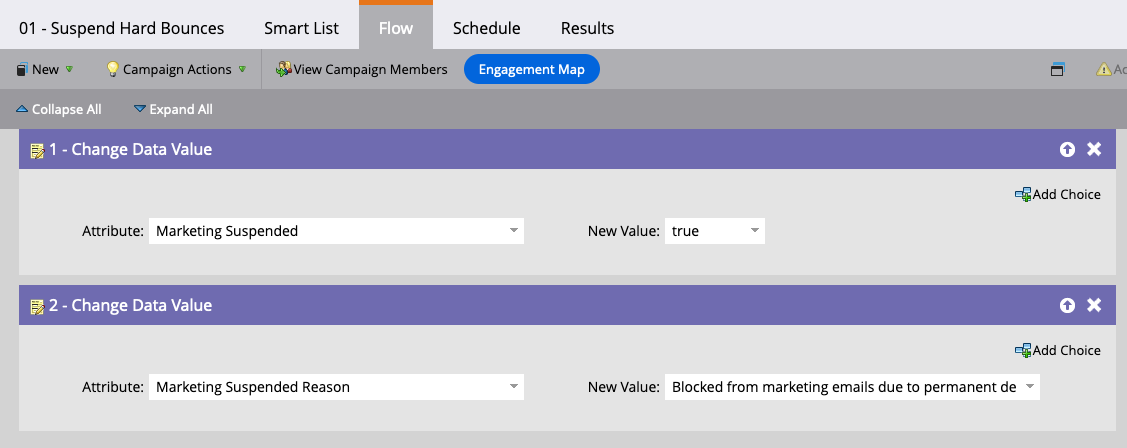 01 - Suspend Hard Bounces Smart List Flow Schedule Results
New Campaign Actions View Campaign Members Engagement Map Ac
Collapse All Expand All
1 - Change Data Value
Add Choice
Attribute: Marketing Suspended New Value: true
2 - Change Data Value
Add Choice
Attribute: Marketing Suspended Reason New Value: Blocked from marketing emails due to permanent de